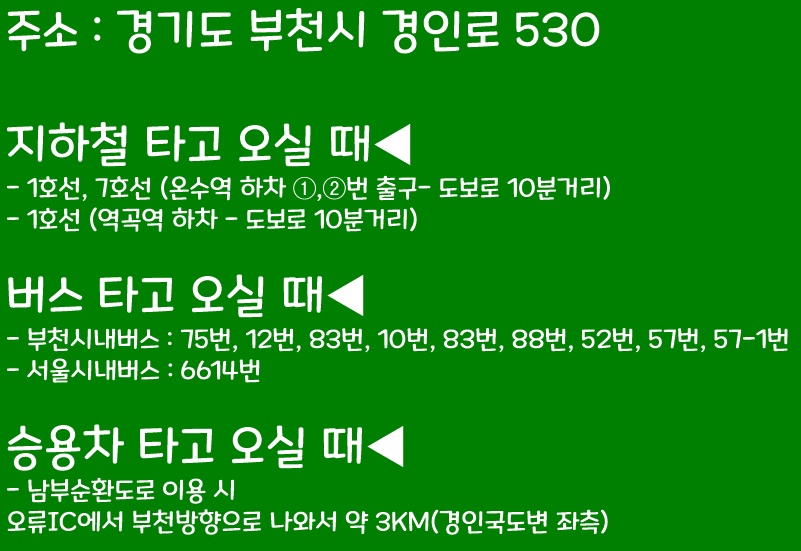 주소 : 경기도 부천시 경인로 530
지하철 타고 오실 때◀
- 1호선, 7호선 (온수역 하차 ①,②번 출구- 도보로 10분거리)
- 1호선 (역곡역 하차 - 도보로 10분거리)
버스 타고 오실 때◀
- 부천시내버스 : 75번, 12번, 83번, 10번, 83번, 88번, 52번, 57번, 57-1번
- 서울시내버스 : 6614번
승용차 타고 오실 때◀
- 남부순환도로 이용 시
오류IC에서 부천방향으로 나와서 약 3KM(경인국도변 좌측)